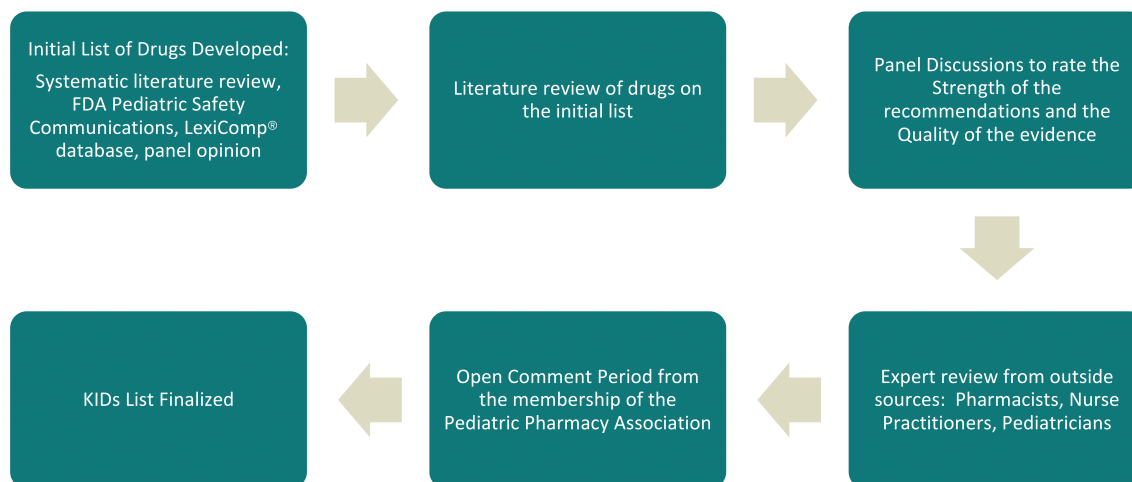 Initial List of Drugs Developed:
Systematic literature review,
FDA Pediatric Safety
Communications, LexiComp®
database, panel opinion
Literature review of drugs on
the initial list
Panel Discussions to rate the
Strength of the
recommendations and the
Quality of the evidence
Expert review from outside
sources: Pharmacists, Nurse
Practitioners, Pediatricians
Open Comment Period from
the membership of the
Pediatric Pharmacy Association
KIDs List Finalized